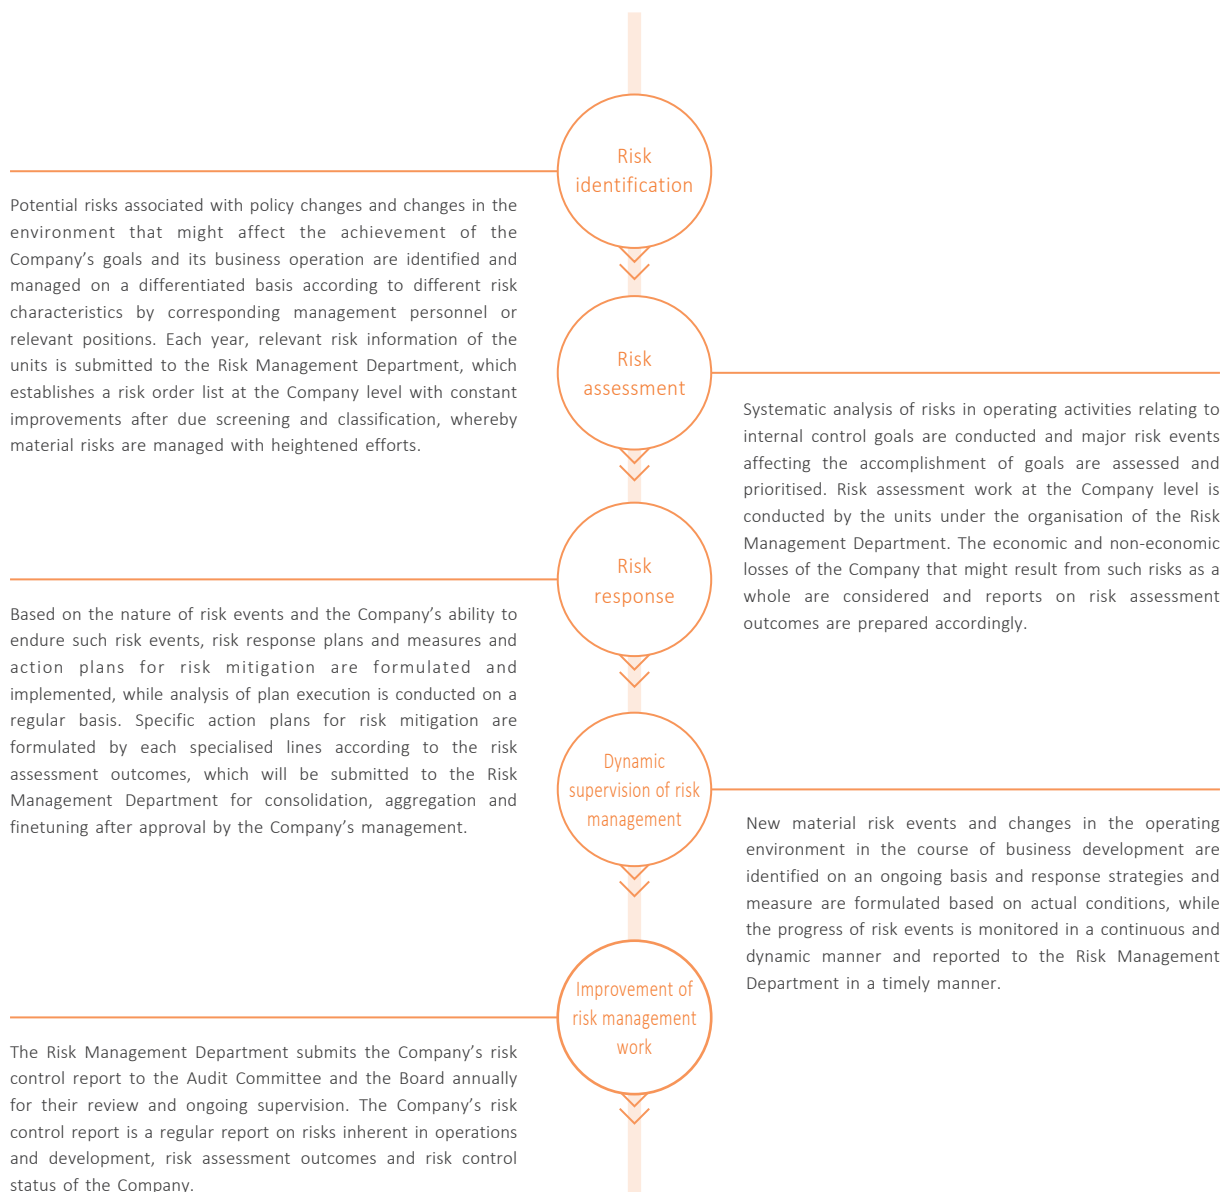 Risk
identification
Potential risks associated with policy changes and changes in the
environment that might affect the achievement of the
Company’s goals and its business operation are identified and
managed on a differentiated basis according to different risk
characteristics by corresponding management personnel or
relevant positions. Each year, relevant risk information of the
units is submitted to the Risk Management Department, which
establishes a risk order list at the Company level with constant
improvements after due screening and classification, whereby
material risks are managed with heightened efforts.
Risk
assessment
Systematic analysis of risks in operating activities relating to
internal control goals are conducted and major risk events
affecting the accomplishment of goals are assessed and
prioritised. Risk assessment work at the Company level is
conducted by the units under the organisation of the Risk
Management Department. The economic and non-economic
losses of the Company that might result from such risks as a
whole are considered and reports on risk assessment
outcomes are prepared accordingly.
Risk
response
Based on the nature of risk events and the Company’s ability to
endure such risk events, risk response plans and measures and
action plans for risk mitigation are formulated and
implemented, while analysis of plan execution is conducted on a
regular basis. Specific action plans for risk mitigation are
formulated by each specialised lines according to the risk
assessment outcomes, which will be submitted to the Risk
Management Department for consolidation, aggregation and
finetuning after approval by the Company’s management.
Dynamic
supervision of risk
management
New material risk events and changes in the operating
environment in the course of business development are
identified on an ongoing basis and response strategies and
measure are formulated based on actual conditions, while
the progress of risk events is monitored in a continuous and
dynamic manner and reported to the Risk Management
Department in a timely manner.
Improvement of
risk management
work
The Risk Management Department submits the Company’s risk
control report to the Audit Committee and the Board annually
for their review and ongoing supervision. The Company’s risk
control report is a regular report on risks inherent in operations
and development, risk assessment outcomes and risk control
status of the Company.